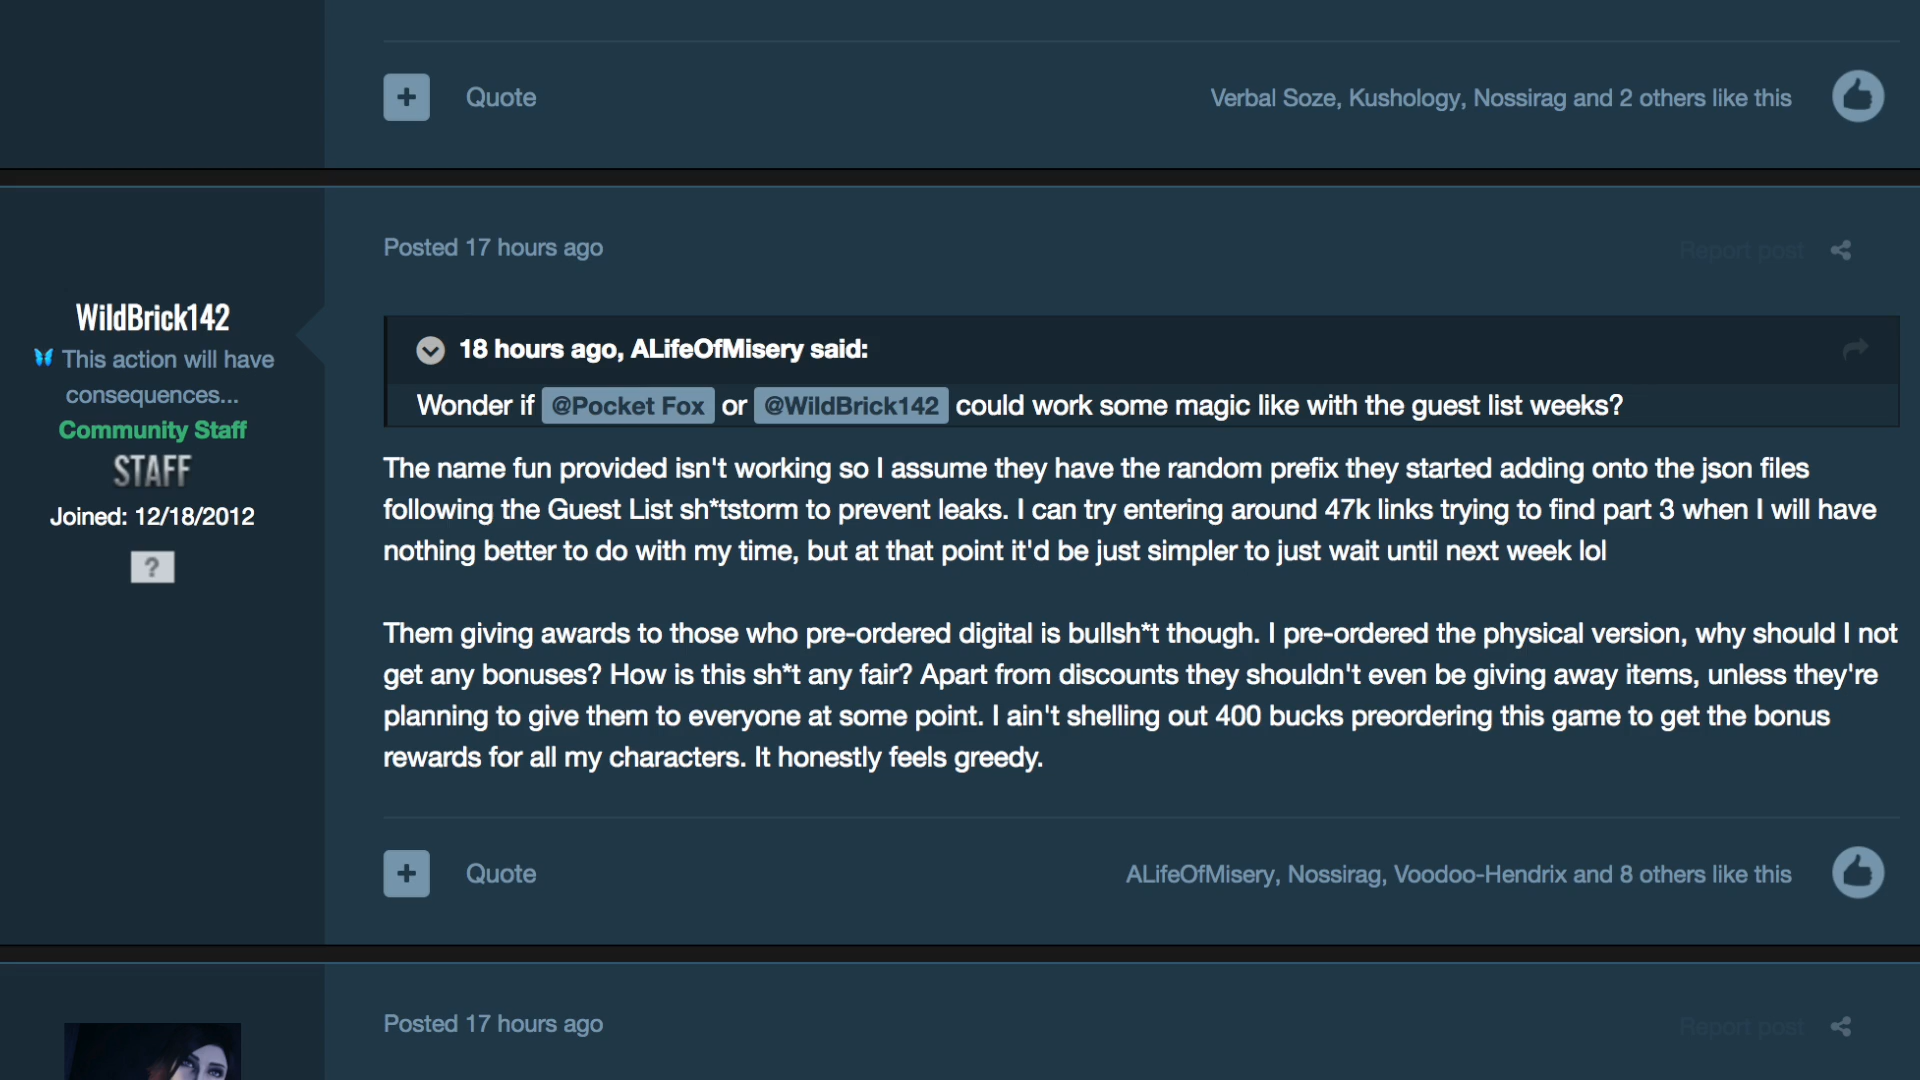 Quote
Verbal Soze, Kushology, Nossirag and 2 others like this
WildBrick142
This action will have
consequences...
Community Staff
STAFF
Joined: 12/18/2012
?
Posted 17 hours ago
Report post
18 hours ago, ALifeOfMisery said:
Wonder if @Pocket Fox or @WildBrick142 could work some magic like with the guest list weeks?
The name fun provided isn't working so I assume they have the random prefix they started adding onto the json files
following the Guest List sh*tstorm to prevent leaks. I can try entering around 47k links trying to find part 3 when I will have
nothing better to do with my time, but at that point it'd be just simpler to just wait until next week lol
Them giving awards to those who pre-ordered digital is bullsh*t though. I pre-ordered the physical version, why should I not
get any bonuses? How is this sh*t any fair? Apart from discounts they shouldn't even be giving away items, unless they're
planning to give them to everyone at some point. I ain't shelling out 400 bucks preordering this game to get the bonus
rewards for all my characters. It honestly feels greedy.
Quote
ALifeOfMisery, Nossirag, Voodoo-Hendrix and 8 others like this
Posted 17 hours ago
Report post